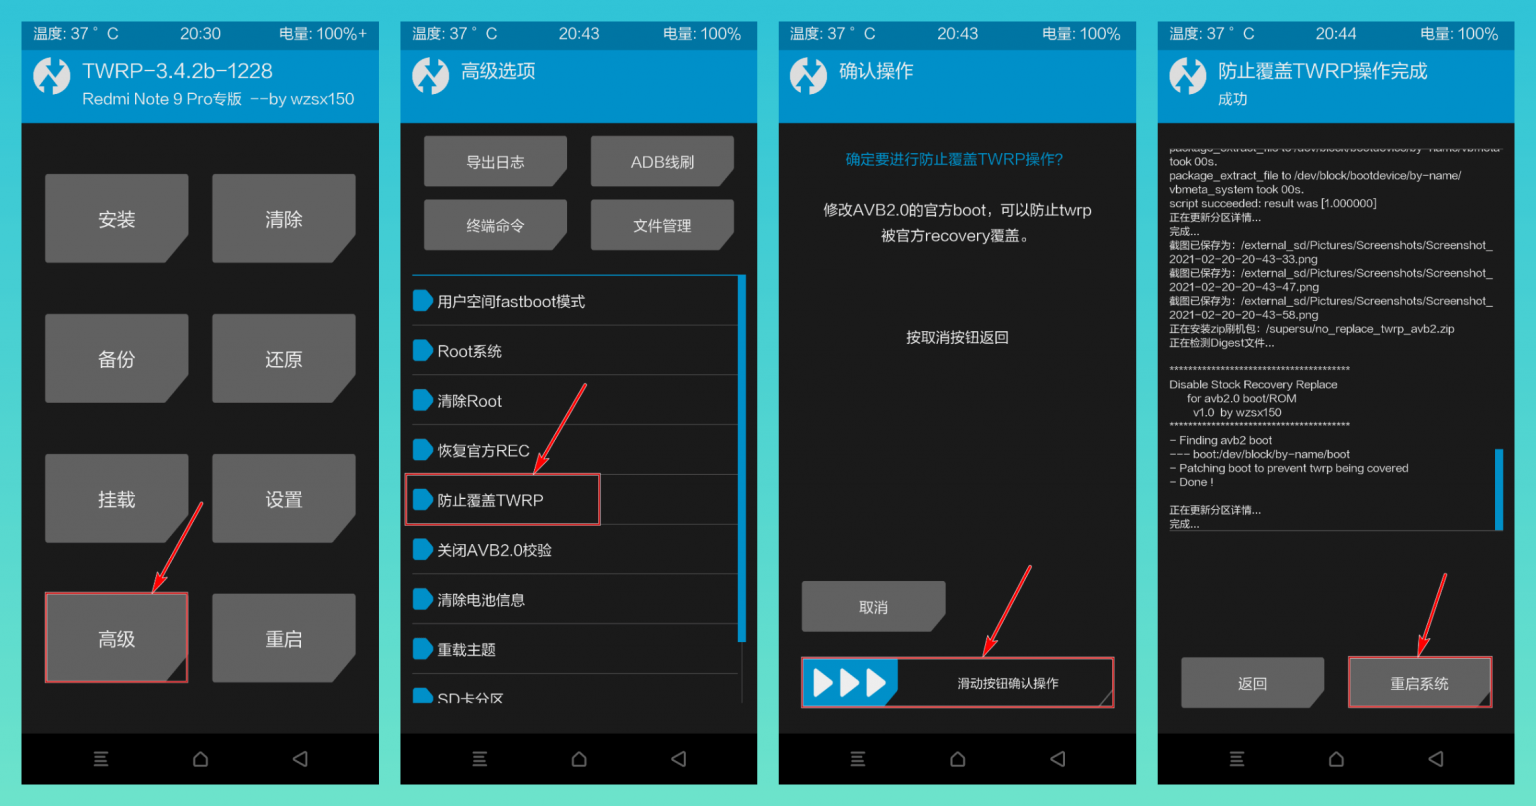 温度: 37 ° C 20:30 电量: 100%+
TWRP-3.4.2b-1228
Redmi Note 9 Pro专版 --by wzsx150
安装
清除
备份
还原
挂载
设置
高级
重启
温度: 37 ° C 20:43 电量: 100%
高级选项
导出日志
ADB线刷
终端命令
文件管理
用户空间fastboot模式
Root系统
清除Root
恢复官方REC
防止覆盖TWRP
关闭AVB2.0校验
清除电池信息
重载主题
SD卡分区
温度: 37 ° C 20:43 电量: 100%
确认操作
确定要进行防止覆盖TWRP操作?
修改AVB2.0的官方boot，可以防止twrp
被官方recovery覆盖。
按取消按钮返回
取消
滑动按钮确认操作
温度: 37 ° C 20:44 电量: 100%
防止覆盖TWRP操作完成
成功
package_extract_file to /dev/block/bootdevice/by-name/vbmeta
took 00s.
package_extract_file to /dev/block/bootdevice/by-name/
vbmeta_system took 00s.
script succeeded: result was [1.000000]
正在更新分区详情...
完成...
截图已保存为：/external_sd/Pictures/Screenshots/Screenshot_
2021-02-20-20-43-33.png
截图已保存为：/external_sd/Pictures/Screenshots/Screenshot_
2021-02-20-20-43-47.png
截图已保存为：/external_sd/Pictures/Screenshots/Screenshot_
2021-02-20-20-43-58.png
正在安装zip刷机包：/supersu/no_replace_twrp_avb2.zip
正在检测Digest文件...
***************************************
Disable Stock Recovery Replace
for avb2.0 boot/ROM
v1.0 by wzsx150
***************************************
- Finding avb2 boot
--- boot:/dev/block/by-name/boot
- Patching boot to prevent twrp being covered
- Done !
正在更新分区详情...
完成...
返回
重启系统